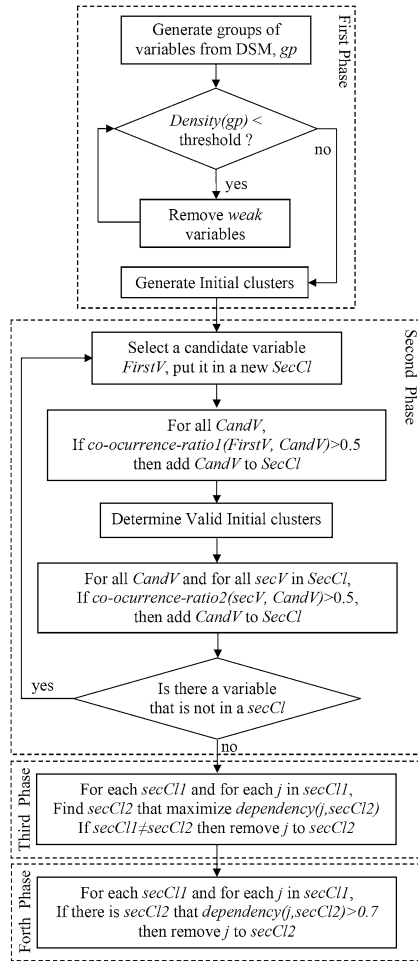 First Phase
Generate groups of
variables from DSM, gp
Density(gp) <
threshold ?
no
yes
Remove weak
variables
Generate Initial clusters
Second Phase
Select a candidate variable
FirstV, put it in a new SecCl
For all CandV,
If co-ocurrence-ratio1(FirstV, CandV)>0.5
then add CandV to SecCl
Determine Valid Initial clusters
For all CandV and for all secV in SecCl,
If co-ocurrence-ratio2(secV, CandV)>0.5,
then add CandV to SecCl
yes
Is there a variable
that is not in a secCl
no
Third Phase
For each secCl1 and for each j in secCl1,
Find secCl2 that maximize dependency(j,secCl2)
If secCl1≠secCl2 then remove j to secCl2
Forth Phase
For each secCl1 and for each j in secCl1,
If there is secCl2 that dependency(j,secCl2)>0.7
then remove j to secCl2